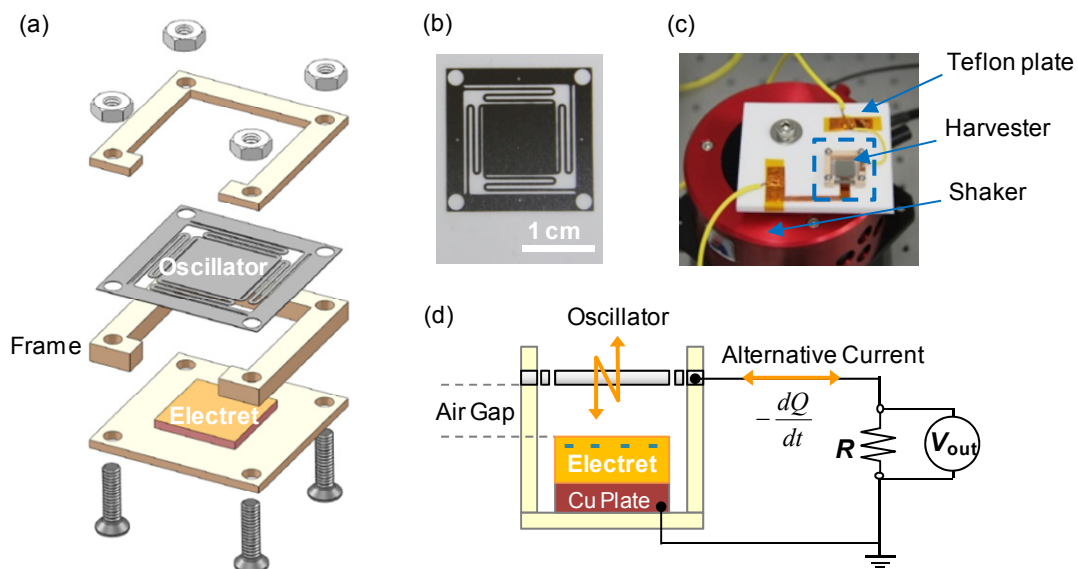 (a)
Oscillator
Frame
Electret
(b)
1 cm
(c)
Teflon plate
Harvester
Shaker
(d)
Oscillator
Alternative Current
Air Gap
- dQ
dt
R
Vout
Electret
Cu Plate